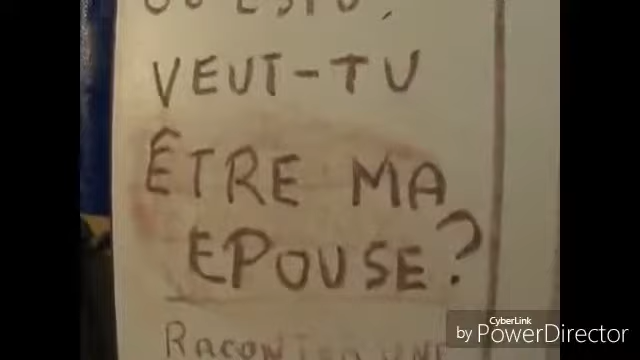 VEUT-TU
ÊTRE MA
EPOUSE?
CyberLink
by PowerDirector